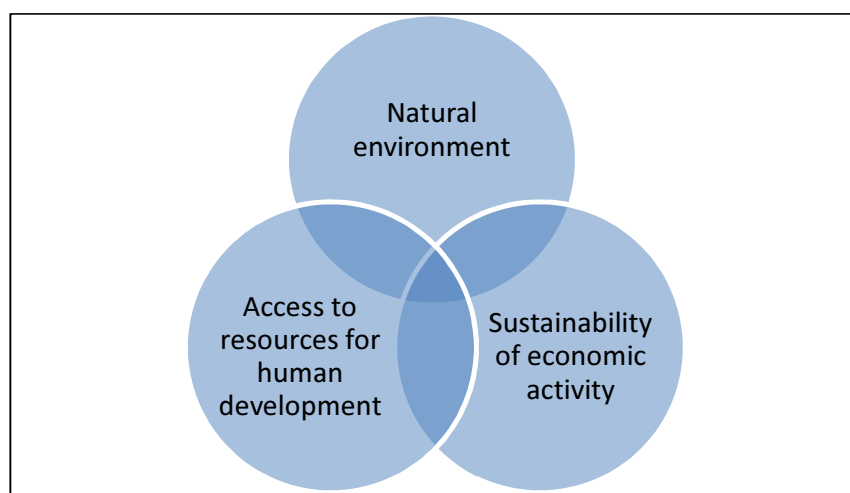 Natural
environment
Access to
resources for
human
development
Sustainability
of economic
activity